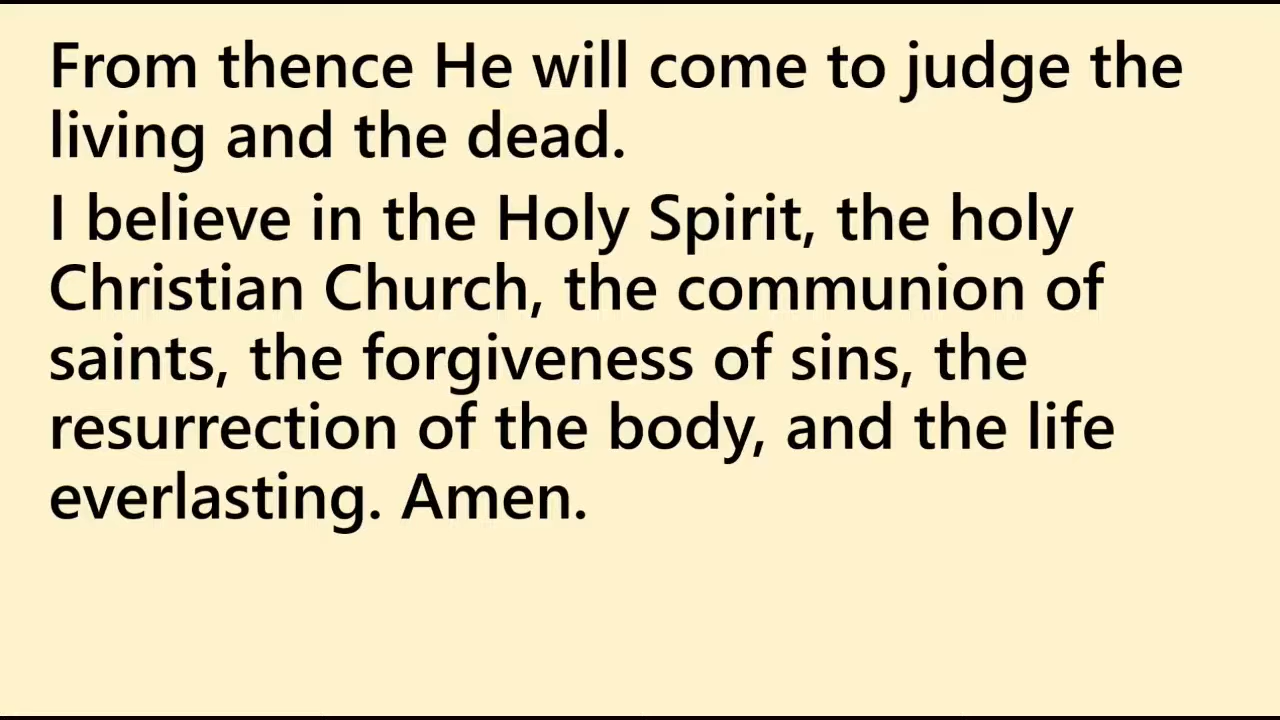 From thence He will come to judge the
living and the dead.
I believe in the Holy Spirit, the holy
Christian Church, the communion of
saints, the forgiveness of sins, the
resurrection of the body, and the life
everlasting. Amen.